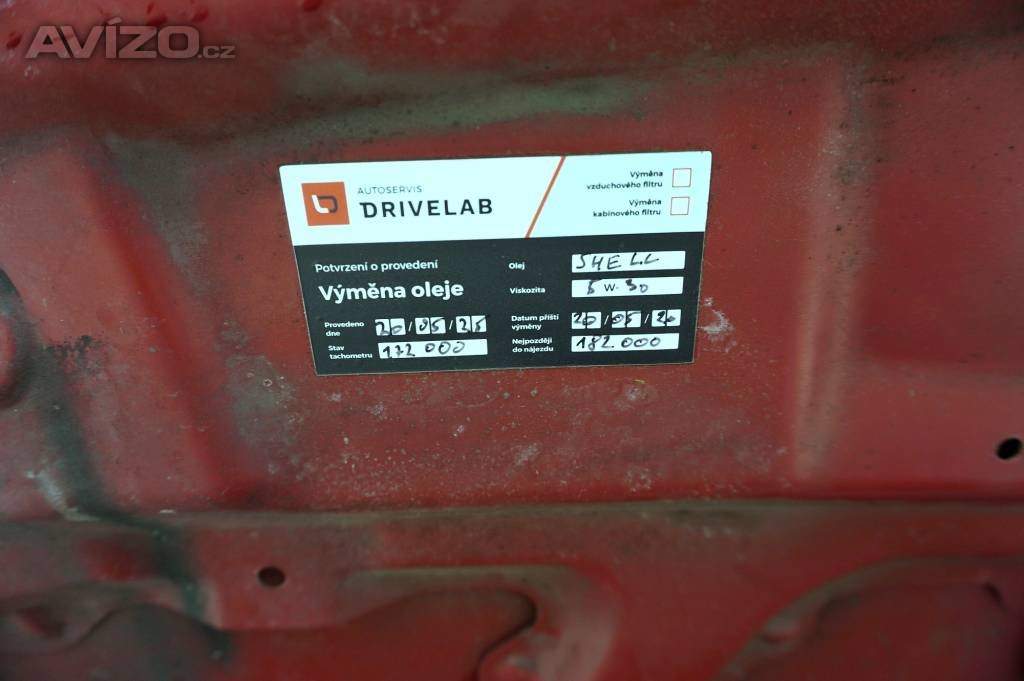 AVÍZO.cz
AUTOSERVIS
DRIVELAB
Výměna
vzduchového filtru
Výměna
kabinového filtru
Potvrzení o provedení
Výměna oleje
Olej SHELL
Viskozita 5 W- 30
Provedeno
dne 20/05/25
Stav
tachometru 172 000
Datum příští
výměny 20/05/26
Nejpozději
do nájezdu 182 000